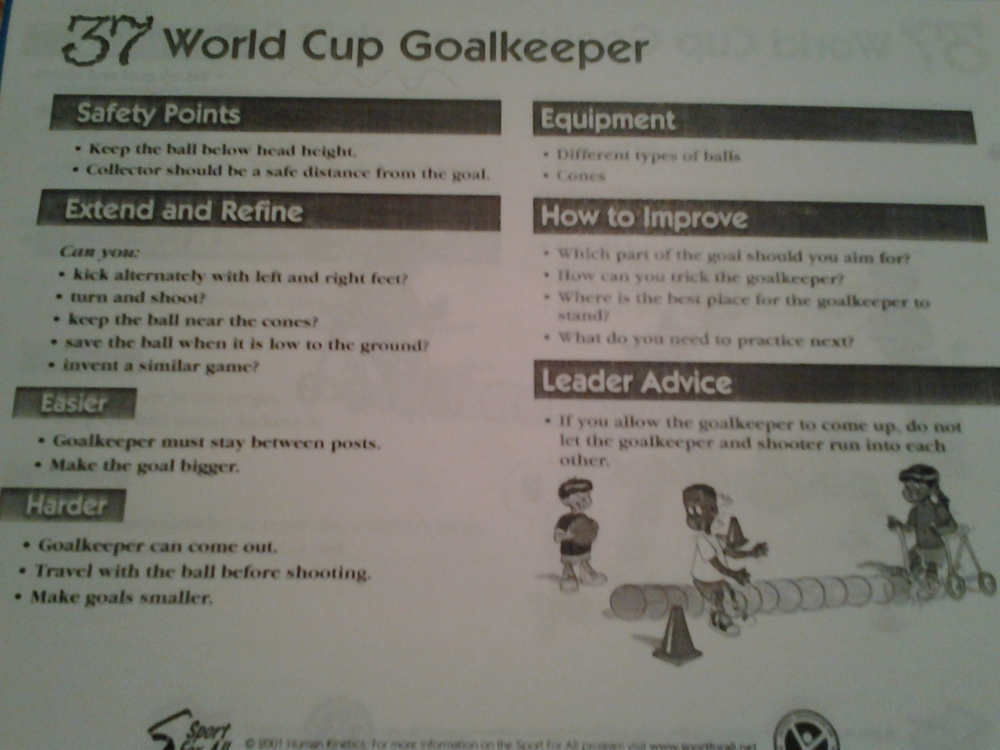 37 World Cup Goalkeeper
Safety Points
• Keep the ball below head height.
• Collector should be a safe distance from the goal.
Extend and Refine
Can you:
• kick alternately with left and right feet?
• turn and shoot?
• keep the ball near the cones?
• save the ball when it is low to the ground?
• invent a similar game?
Easier
• Goalkeeper must stay between posts.
• Make the goal bigger.
Harder
• Goalkeeper can come out.
• Travel with the ball before shooting.
• Make goals smaller.
Equipment
• Different types of balls
• Cones
How to Improve
• Which part of the goal should you aim for?
• How can you trick the goalkeeper?
• Where is the best place for the goalkeeper to
stand?
• What do you need to practice next?
Leader Advice
• If you allow the goalkeeper to come up, do not
let the goalkeeper and shooter run into each
other.
Sport
for All
© 2001 Human Kinetics. For more information on the Sport For All program visit www.sportforall.net